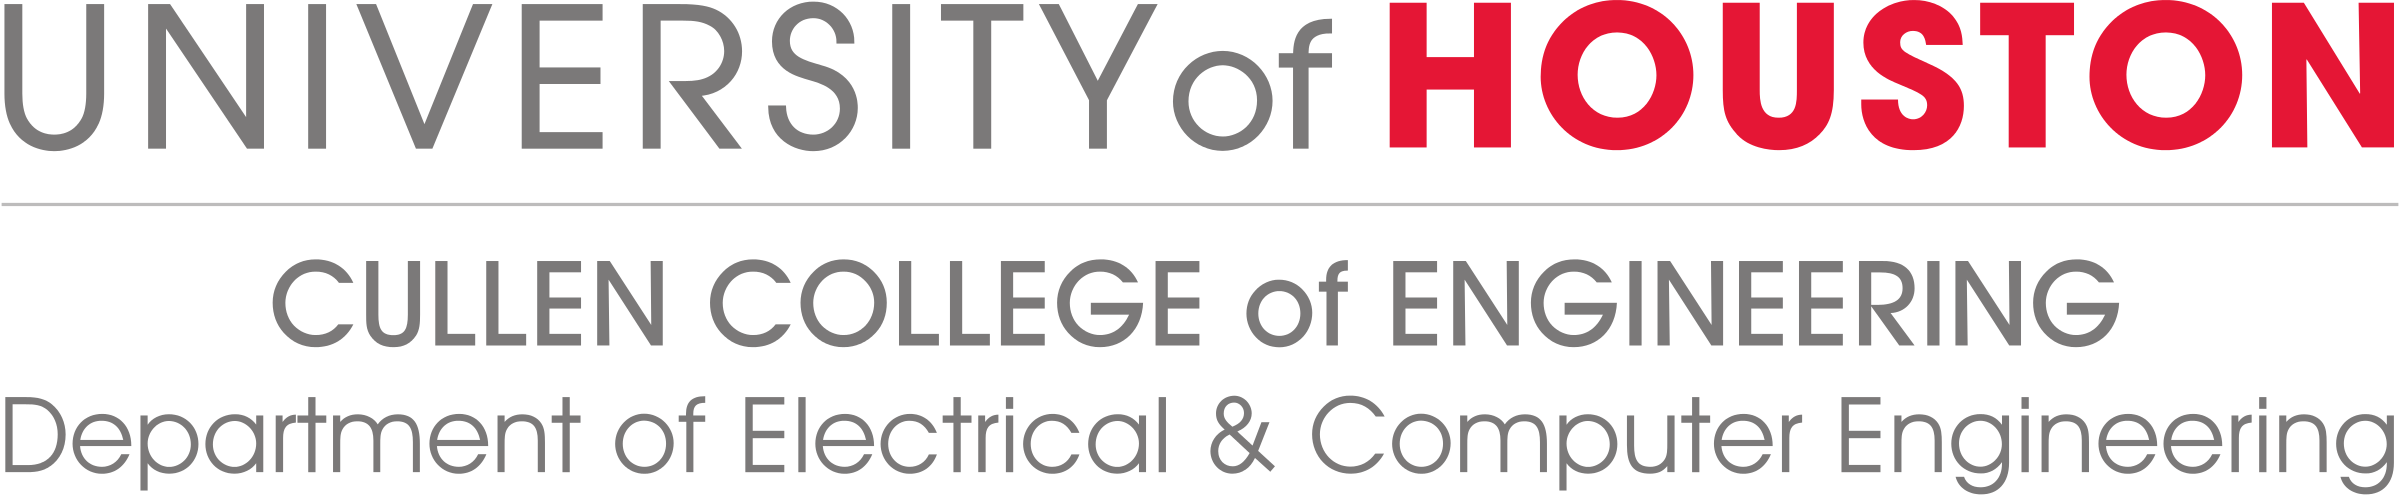 UNIVERSITY of HOUSTON
CULLEN COLLEGE of ENGINEERING
Department of Electrical & Computer Engineering